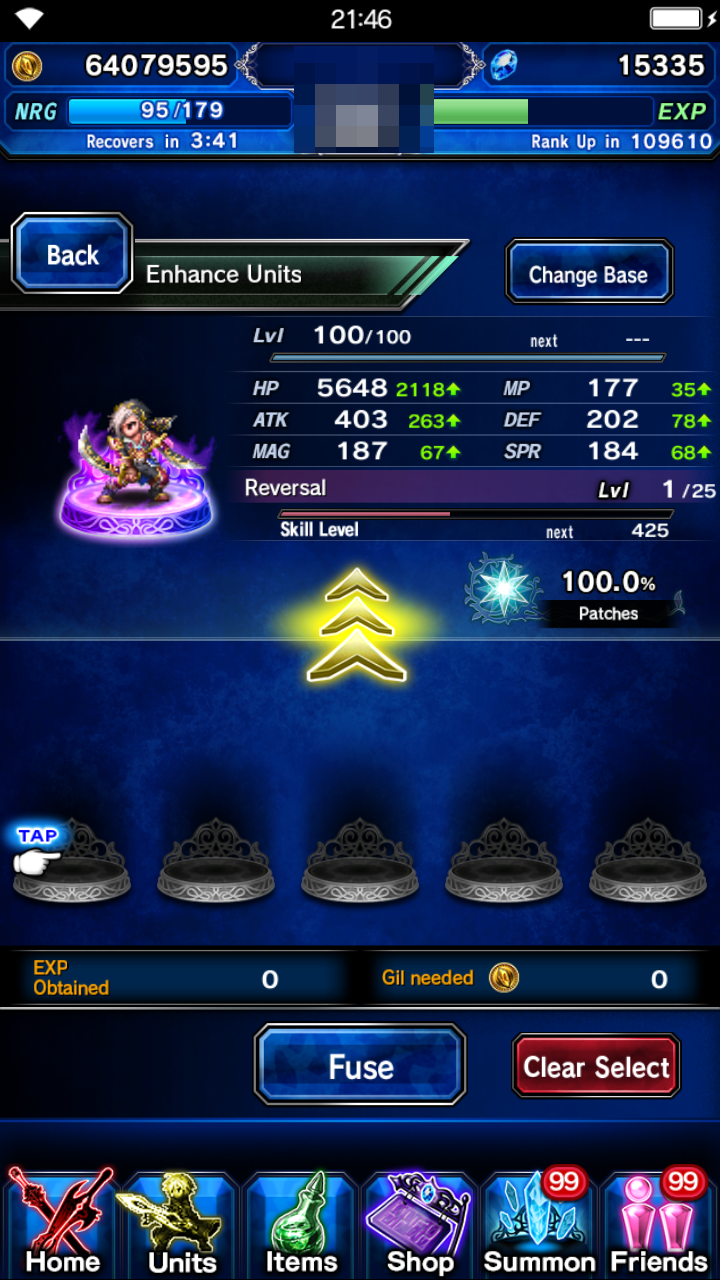 21:46
64079595
15335
NRG 95/179 EXP
Recovers in 3:41 Rank Up in 109610
Back
Enhance Units
Change Base
Lvl 100/100 next ---
HP 5648 2118 MP 177 35
ATK 403 263 DEF 202 78
MAG 187 67 SPR 184 68
Reversal Lvl 1/25
Skill Level next 425
100.0%
Patches
TAP
EXP
Obtained 0 Gil needed 0
Fuse
Clear Select
99 99
Home Units Items Shop Summon Friends